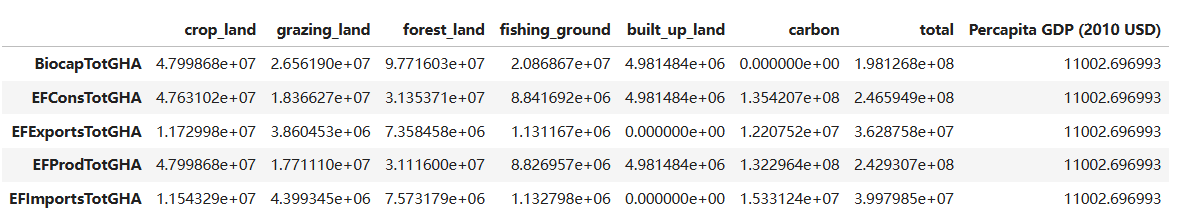 crop_land grazing_land forest_land fishing_ground built_up_land carbon total Percapita GDP (2010 USD)
BiocapTotGHA 4.799868e+07 2.656190e+07 9.771603e+07 2.086867e+07 4.981484e+06 0.000000e+00 1.981268e+08 11002.696993
EFConsTotGHA 4.763102e+07 1.836627e+07 3.135371e+07 8.841692e+06 4.981484e+06 1.354207e+08 2.465949e+08 11002.696993
EFExportsTotGHA 1.172998e+07 3.860453e+06 7.358458e+06 1.131167e+06 0.000000e+00 1.220752e+07 3.628758e+07 11002.696993
EFProdTotGHA 4.799868e+07 1.771110e+07 3.111600e+07 8.826957e+06 4.981484e+06 1.322964e+08 2.429307e+08 11002.696993
EFImportsTotGHA 1.154329e+07 4.399345e+06 7.573179e+06 1.132798e+06 0.000000e+00 1.533124e+07 3.997985e+07 11002.696993